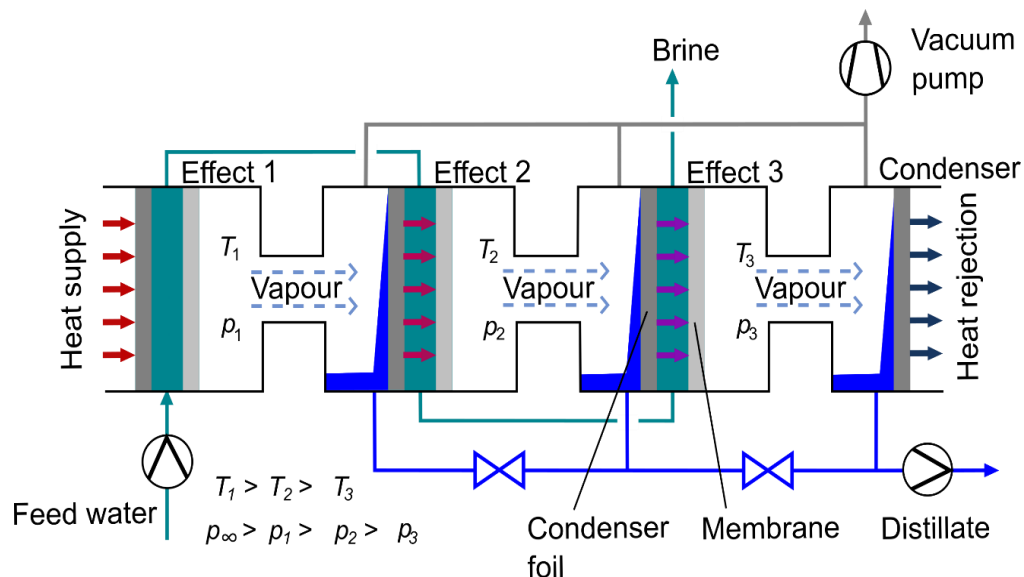 Vacuum
pump
Brine
Effect 1
Effect 2
Effect 3
Condenser
Heat supply
T1
Vapour
p1
T2
Vapour
p2
T3
Vapour
p3
Heat rejection
Feed water
T1 > T2 > T3
p∞ > p1 > p2 > p3
Condenser
foil
Membrane
Distillate